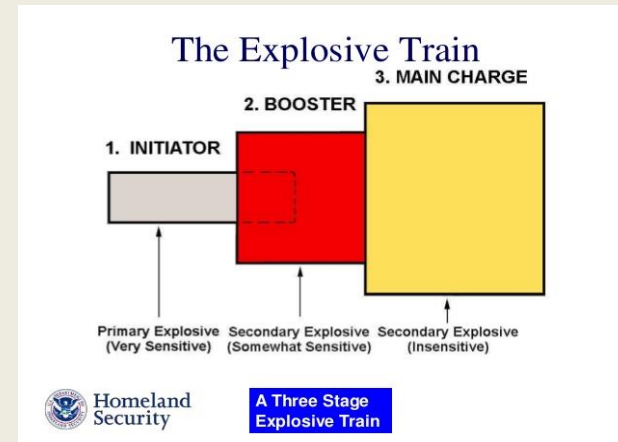 The Explosive Train
3. MAIN CHARGE
2. BOOSTER
1. INITIATOR
Primary Explosive
(Very Sensitive)
Secondary Explosive
(Somewhat Sensitive)
Secondary Explosive
(Insensitive)
Homeland
Security
A Three Stage
Explosive Train